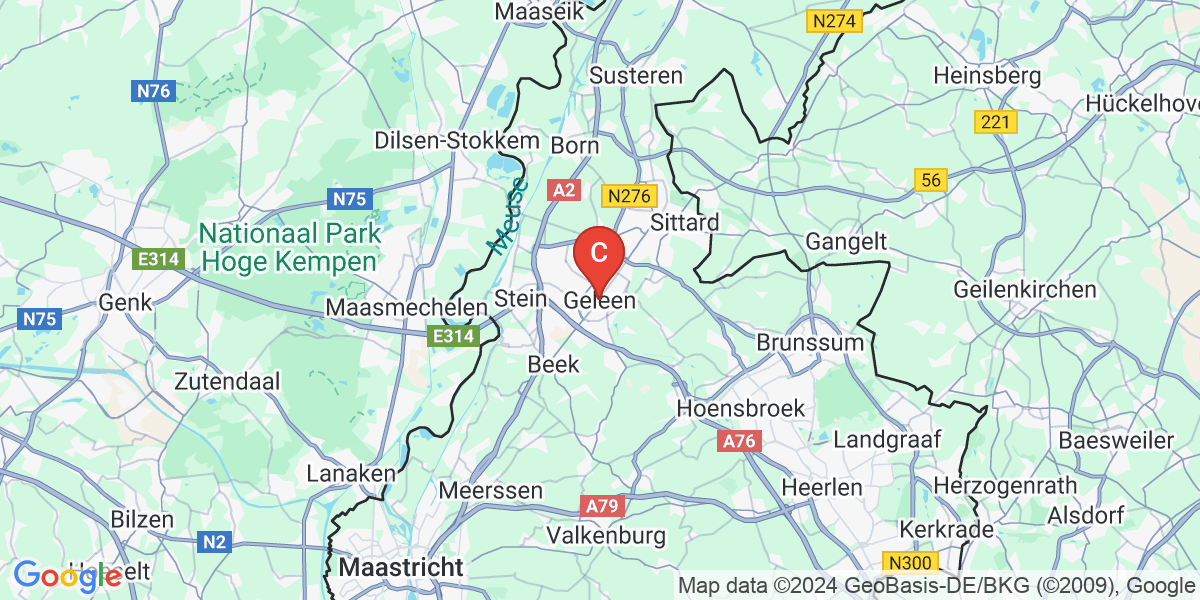 Maaseik
N274
Susteren
Heinsberg
N76
Hückelhove
221
Dilsen-Stokkem
Born
56
A2
N276
N75
Meuse
Sittard
Nationaal Park
Hoge Kempen
Gangelt
C
E314
Genk
Maasmechelen
Stein
Geleen
Geilenkirchen
N75
E314
Brunssum
Beek
Zutendaal
Hoensbroek
A76
Landgraaf
Baesweiler
Lanaken
Meerssen
Heerlen
Herzogenrath
A79
Bilzen
Alsdorf
Valkenburg
Kerkrade
N2
N300
Maastricht
Google
Map data ©2024 GeoBasis-DE/BKG (©2009), Google